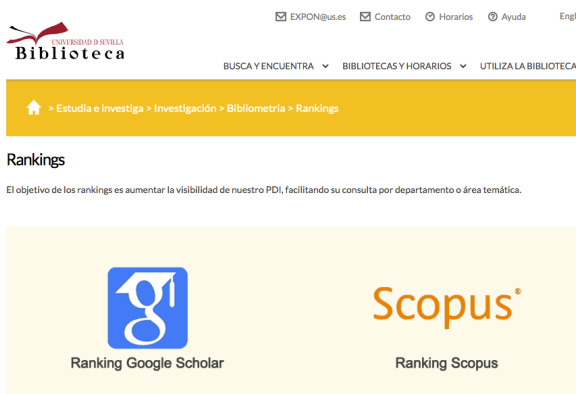 EXPON@us.es Contacto Horarios Ayuda Engl
UNIVERSIDAD D SEVILLA
Biblioteca
BUSCA Y ENCUENTRA BIBLIOTECAS Y HORARIOS UTILIZA LA BIBLIOTECA
> Estudia e investiga > Investigación > Bibliometria > Rankings
Rankings
El objetivo de los rankings es aumentar la visibilidad de nuestro PDI, facilitando su consulta por departamento o área temática.
gi Scopus®
Ranking Google Scholar Ranking Scopus